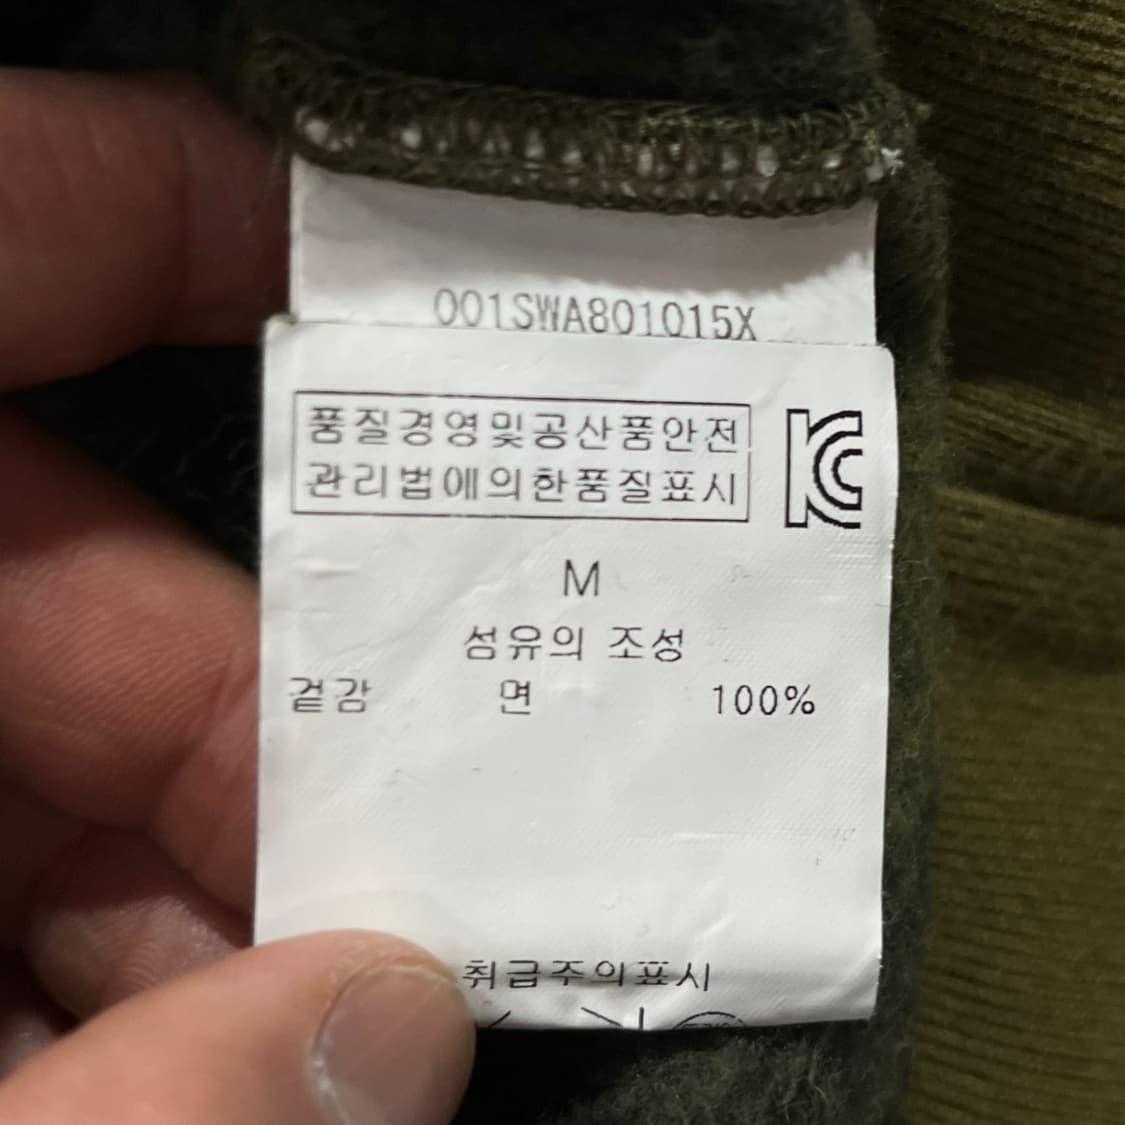 001SWA801015X
품질경영및공산품안전
관리법에의한품질표시
M
섬유의 조성
겉감 면 100%
취급주의표시